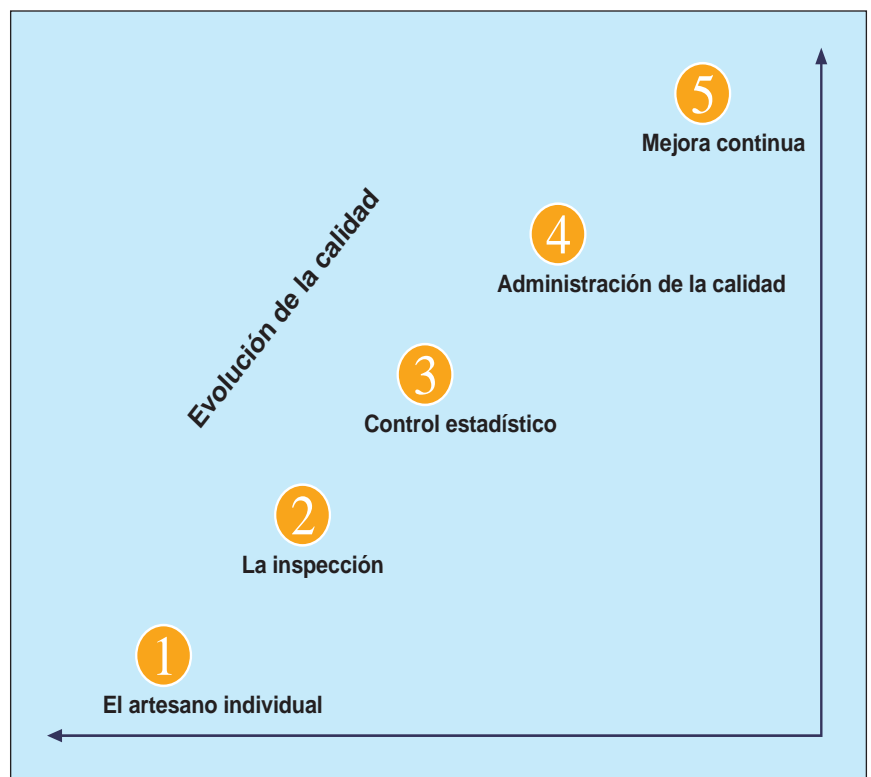 5
Mejora continua
4
Administración de la calidad
Evolución de la calidad
3
Control estadístico
2
La inspección
1
El artesano individual